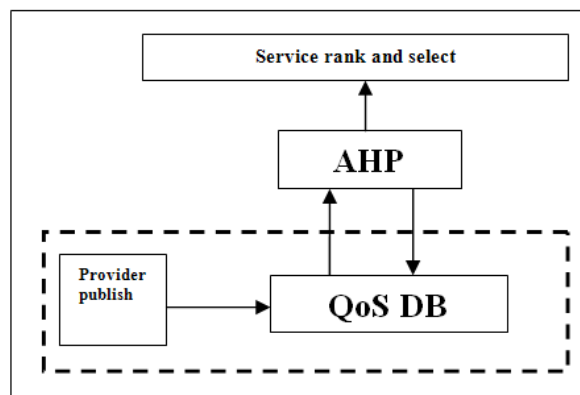 Service rank and select
AHP
Provider
publish
QoS DB